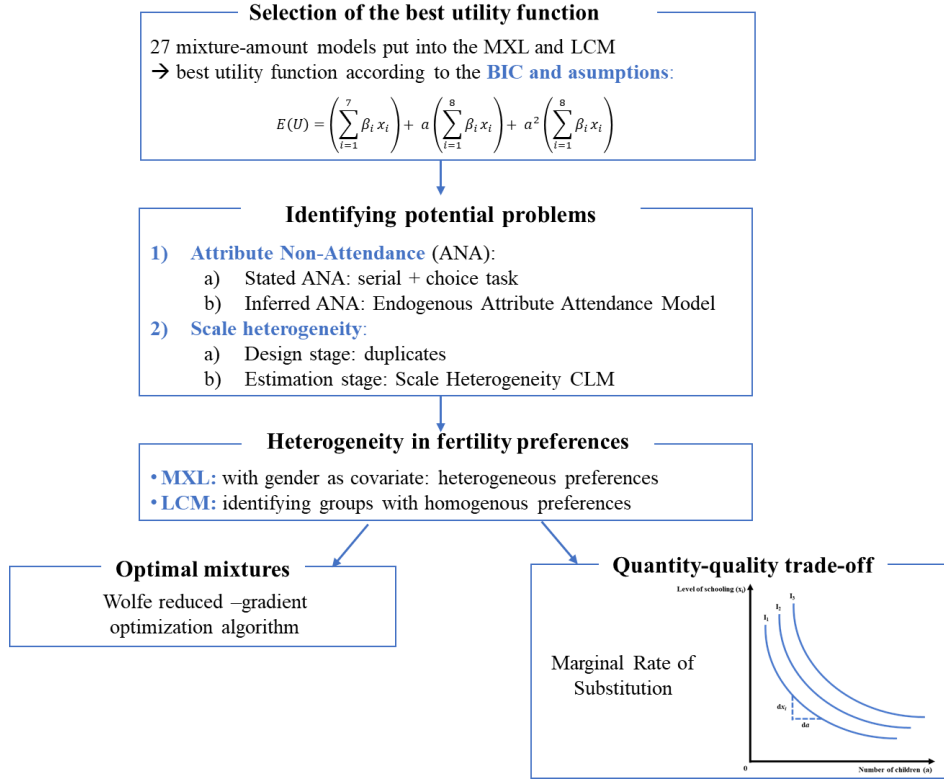 Selection of the best utility function
27 mixture-amount models put into the MXL and LCM
→ best utility function according to the BIC and asumptions:
E(U) = (∑_{i=1}^{7} β_i x_i) + a (∑_{i=1}^{8} β_i x_i) + a² (∑_{i=1}^{8} β_i x_i)
Identifying potential problems
1) Attribute Non-Attendance (ANA):
a) Stated ANA: serial + choice task
b) Inferred ANA: Endogenous Attribute Attendance Model
2) Scale heterogeneity:
a) Design stage: duplicates
b) Estimation stage: Scale Heterogeneity CLM
Heterogeneity in fertility preferences
• MXL: with gender as covariate: heterogeneous preferences
• LCM: identifying groups with homogenous preferences
Optimal mixtures
Wolfe reduced –gradient
optimization algorithm
Quantity-quality trade-off
Level of schooling (x_i)
I_1
I_2
I_3
Marginal Rate of
Substitution
dx_i
da
0
Number of children (a)